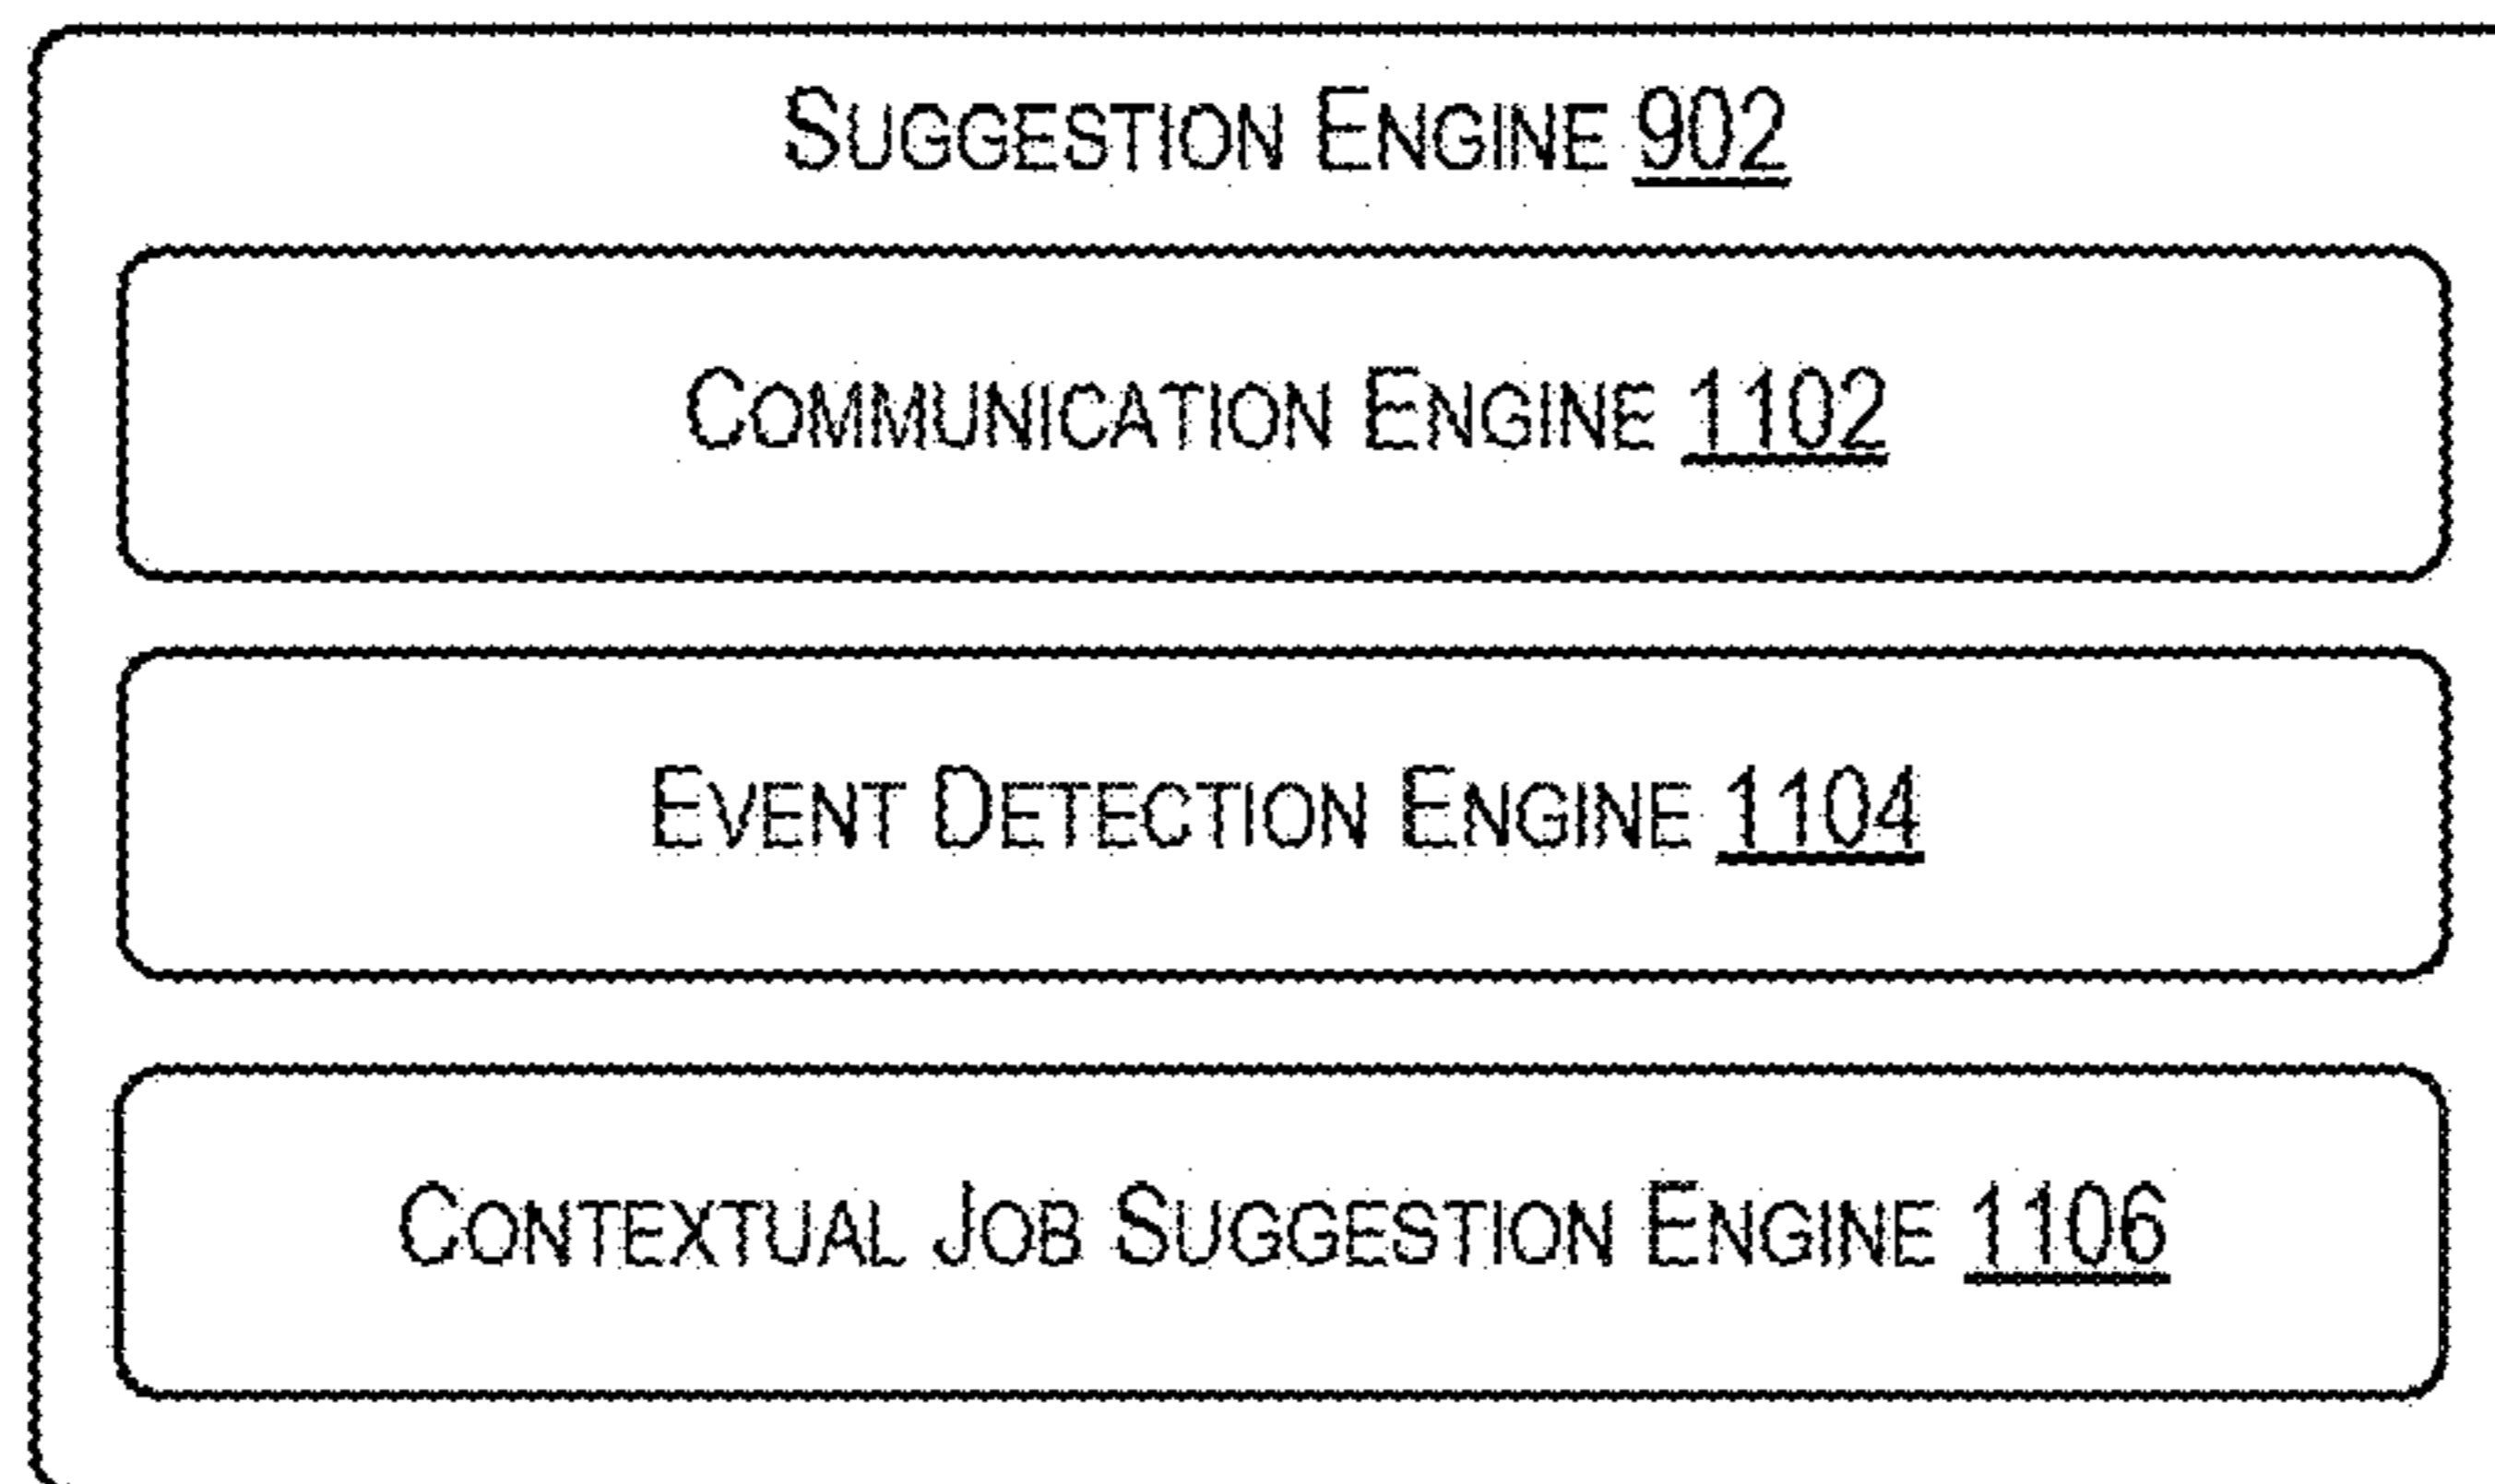 SUGGESTION ENGINE 902
COMMUNICATION ENGINE 1102
EVENT DETECTION ENGINE 1104
CONTEXTUAL JOB SUGGESTION ENGINE 1106